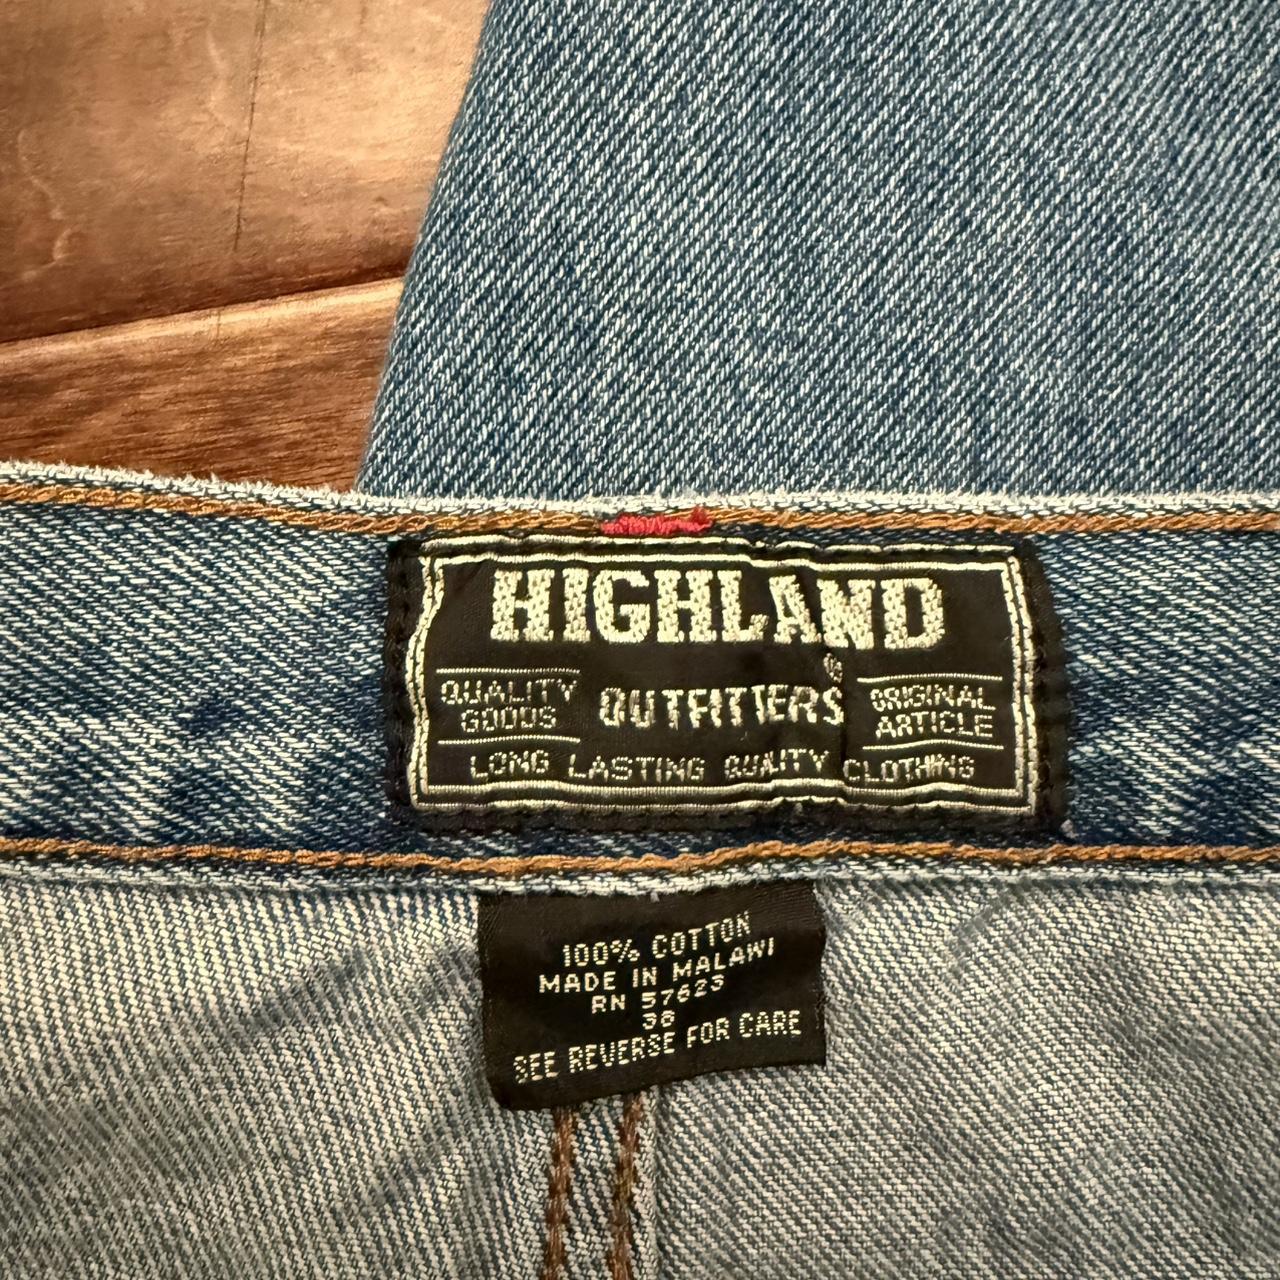 HIGHLAND
®
QUALITY GOODS
OUTFITTERS
ORIGINAL ARTICLE
LONG LASTING QUALITY CLOTHING
100% COTTON
MADE IN MALAWI
RN 57623
38
SEE REVERSE FOR CARE